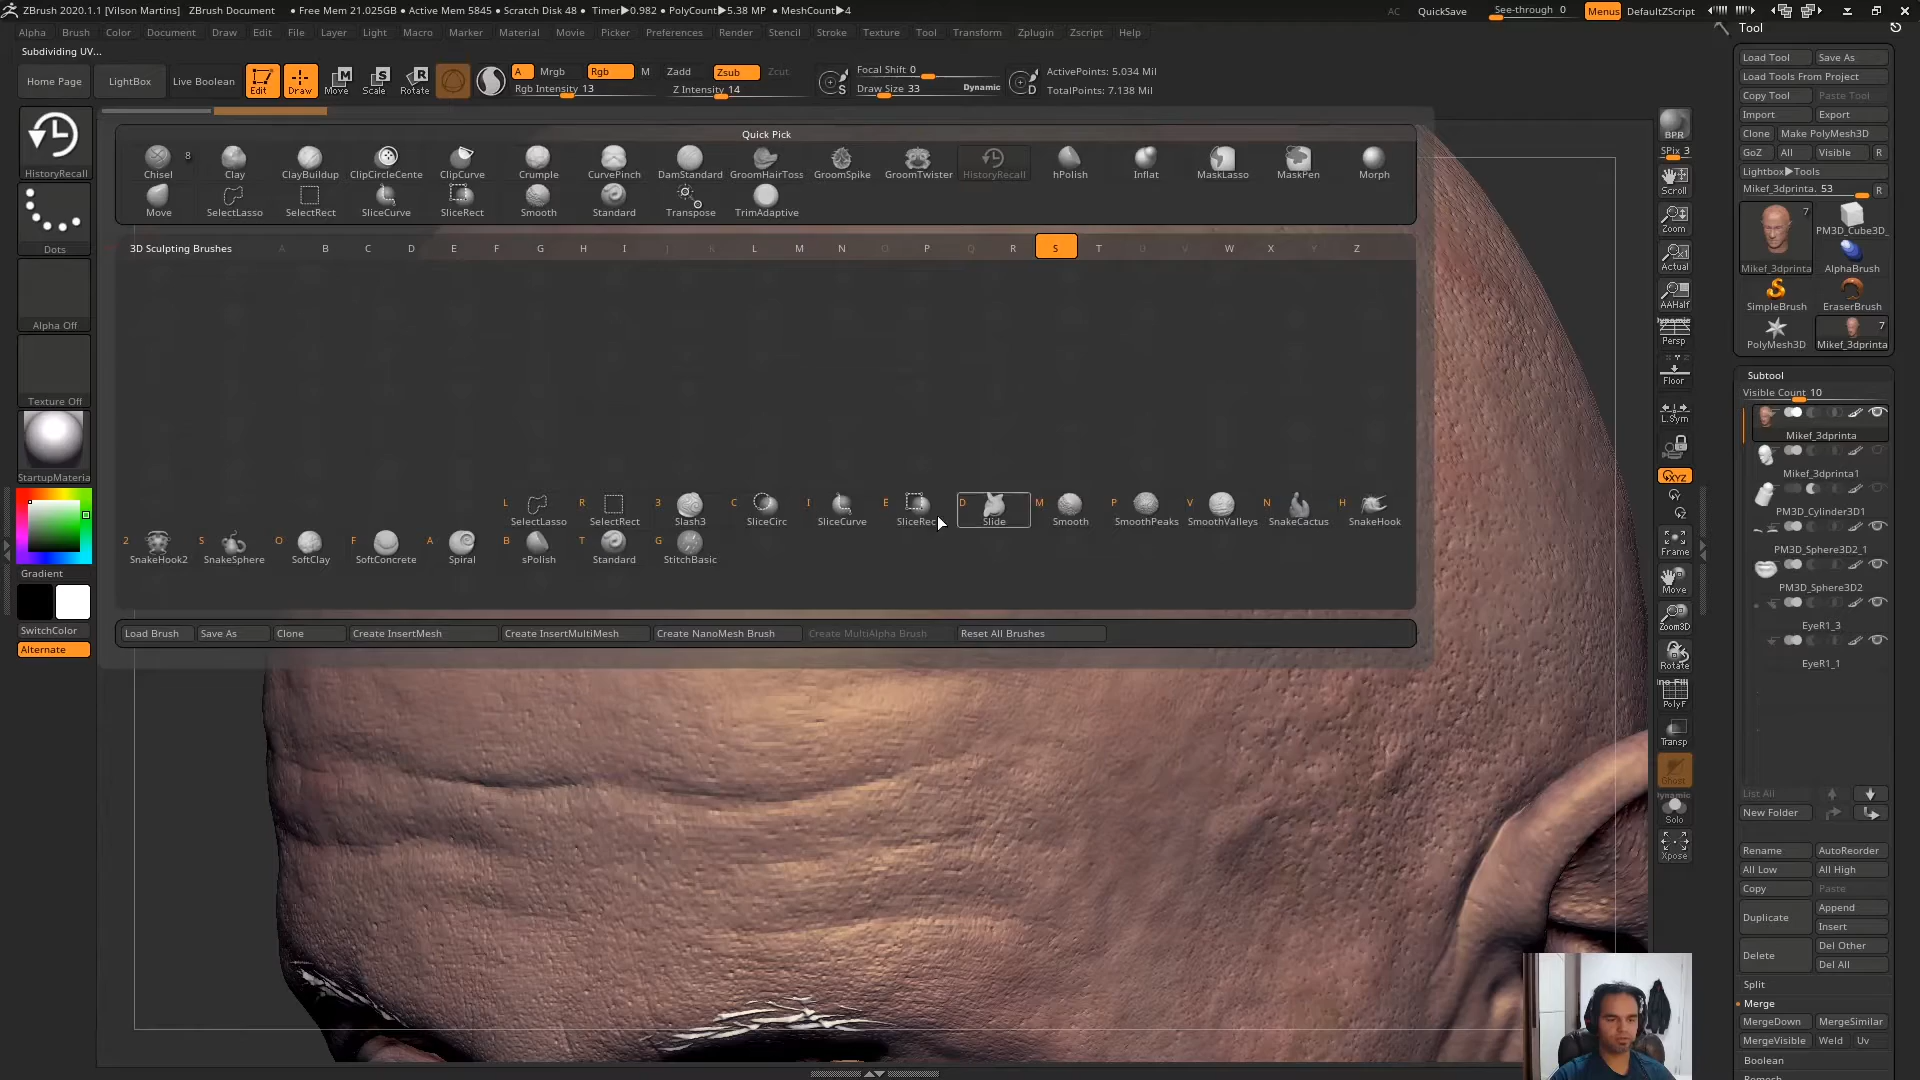 ZBrush 2020.1.1 [Vilson Martins] ZBrush Document • Free Mem 21.025GB • Active Mem 5845 • Scratch Disk 48 • Timer▶0.982 • PolyCount▶5.38 MP • MeshCount▶4 AC QuickSave See-through 0 Menus DefaultZScript
Alpha Brush Color Document Draw Edit File Layer Light Macro Marker Material Movie Picker Preferences Render Stencil Stroke Texture Tool Transform Zplugin Zscript Help
Subdividing UV...
Home Page LightBox Live Boolean Edit Draw Move Scale Rotate
A Mrgb Rgb M Zadd Zsub Zcut
Rgb Intensity 13 Z Intensity 14
Focal Shift 0
Draw Size 33 Dynamic
ActivePoints: 5.034 Mil
TotalPoints: 7.138 Mil
HistoryRecall
Dots
Alpha Off
Texture Off
StartupMateria
Gradient
SwitchColor
Alternate
Quick Pick
8
Chisel Clay ClayBuildup ClipCircleCente ClipCurve Crumple CurvePinch DamStandard GroomHairToss GroomSpike GroomTwister HistoryRecall hPolish Inflat MaskLasso MaskPen Morph
Move SelectLasso SelectRect SliceCurve SliceRect Smooth Standard Transpose TrimAdaptive
3D Sculpting Brushes A B C D E F G H I J K L M N O P Q R S T U V W X Y Z
L R 3 C I E D M P V N H
SelectLasso SelectRect Slash3 SliceCirc SliceCurve SliceRec Slide Smooth SmoothPeaks SmoothValleys SnakeCactus SnakeHook
2 S O F A B T G
SnakeHook2 SnakeSphere SoftClay SoftConcrete Spiral sPolish Standard StitchBasic
Load Brush Save As Clone Create InsertMesh Create InsertMultiMesh Create NanoMesh Brush Create MultiAlpha Brush Reset All Brushes
BPR
SPix 3
Scroll
Zoom
Actual
AAHalf
Dynamic
Persp
Floor
L.Sym
XYZ
Frame
Move
Zoom3D
Rotate
PolyF
Transp
Ghost
Dynamic
Solo
Xpose
Tool
Load Tool Save As
Load Tools From Project
Copy Tool Paste Tool
Import Export
Clone Make PolyMesh3D
GoZ All Visible R
Lightbox▶Tools
Mikef_3dprinta. 53 R
7
Mikef_3dprinta PM3D_Cube3D_
AlphaBrush
SimpleBrush EraserBrush
7
PolyMesh3D Mikef_3dprinta
Subtool
Visible Count 10
Mikef_3dprinta
Mikef_3dprinta1
PM3D_Cylinder3D1
PM3D_Sphere3D2_1
PM3D_Sphere3D2
EyeR1_3
EyeR1_1
List All
New Folder
Rename AutoReorder
All Low All High
Copy Paste
Duplicate Append
Insert
Delete Del Other
Del All
Split
Merge
MergeDown MergeSimilar
MergeVisible Weld Uv
Boolean